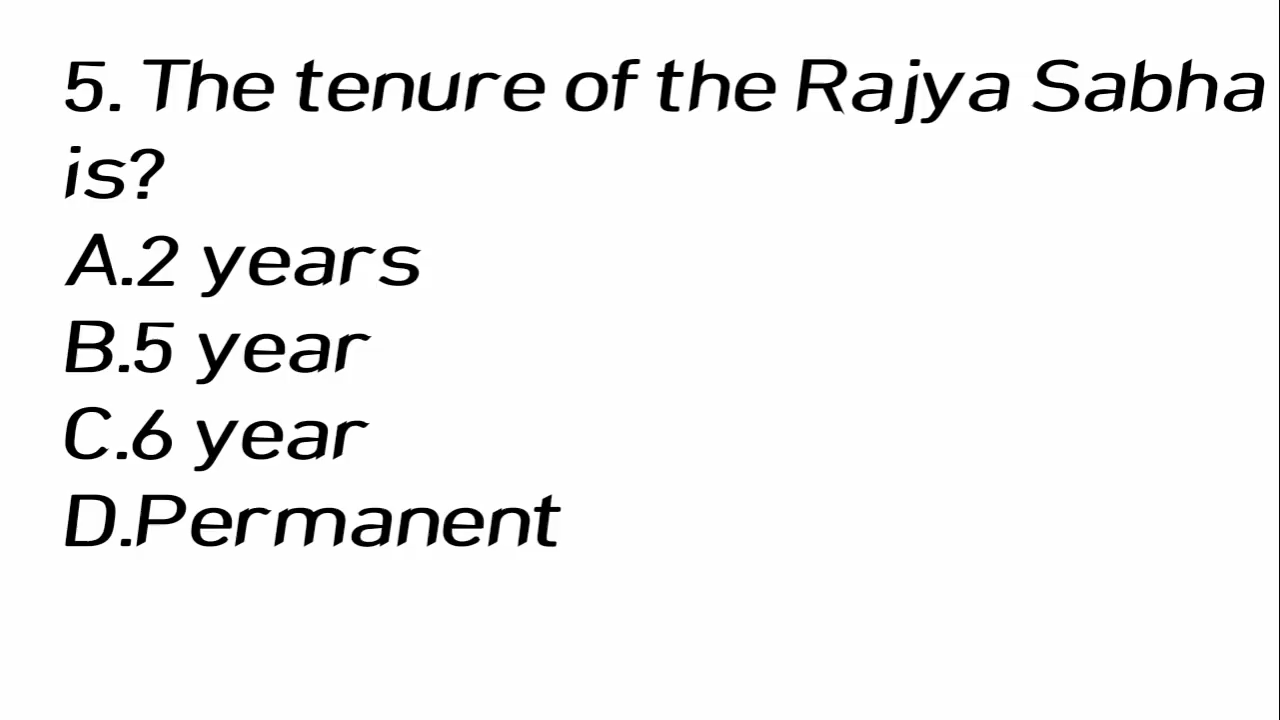 5. The tenure of the Rajya Sabha
is?
A.2 years
B.5 year
C.6 year
D.Permanent